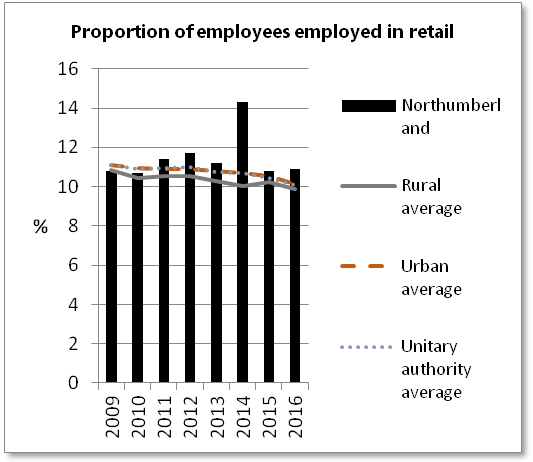 Proportion of employees employed in retail
16
14
12
10
8
6
4
2
0
%
2009
2010
2011
2012
2013
2014
2015
2016
Northumberl
and
Rural
average
Urban
average
Unitary
authority
average